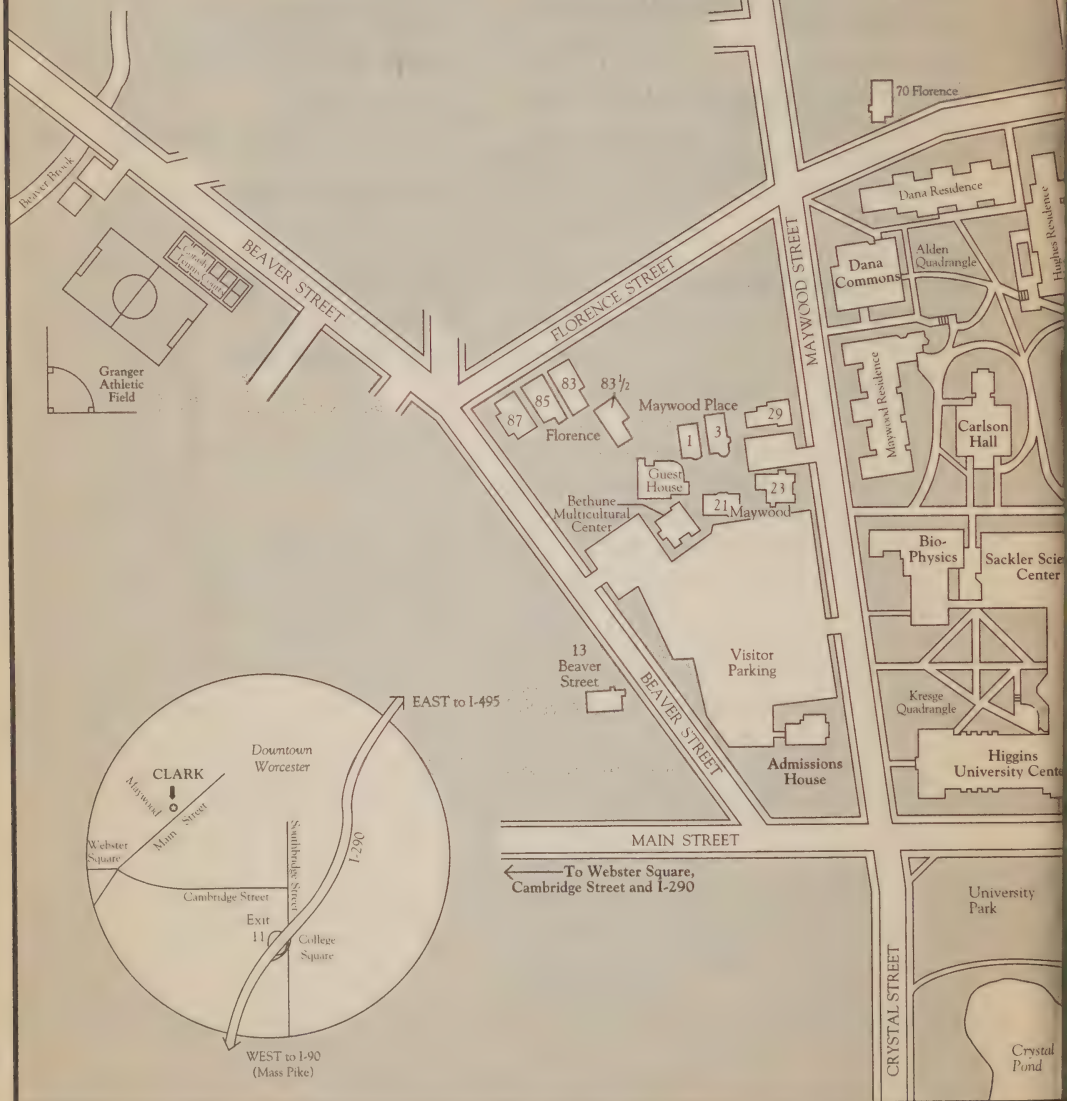 70 Florence
Beaver Brook
Dana Residence
Hughes Residence
BEAVER STREET
Tennis Courts
FLORENCE STREET
MAYWOOD STREET
Dana
Commons
Alden
Quadrangle
Granger
Athletic
Field
87
85
83
83 1/2
Florence
Maywood Place
1
3
29
Maywood Residence
Carlson
Hall
Guest
House
Bethune
Multicultural
Center
21
23
Maywood
Bio-
Physics
Sackler Scie
Center
13
Beaver
Street
Visitor
Parking
BEAVER STREET
Kresge
Quadrangle
Admissions
House
Higgins
University Cente
MAIN STREET
To Webster Square,
Cambridge Street and I-290
University
Park
CRYSTAL STREET
Crystal
Pond
EAST to I-495
Downtown
Worcester
CLARK
Maywood
Main Street
Webster
Square
Southbridge Street
I-290
Cambridge Street
Exit
11
College
Square
WEST to I-90
(Mass Pike)